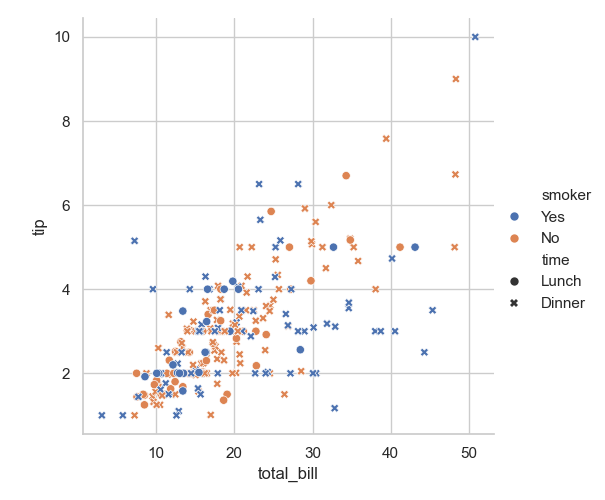 10
8
6
4
2
tip
10
20
30
40
50
total_bill
smoker
Yes
No
time
Lunch
Dinner